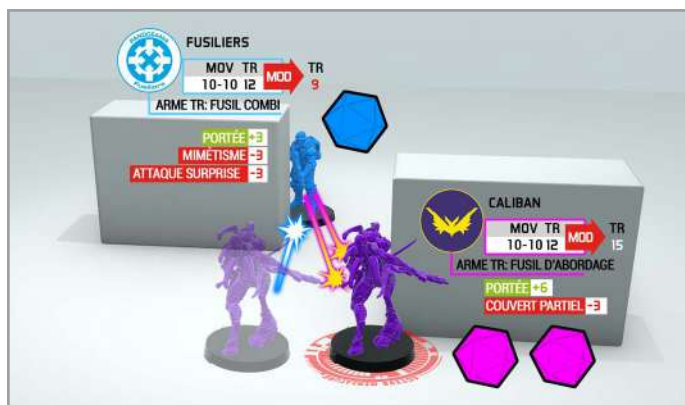 FUSILIERS
PANOCEANIA
Fusiliers
MOV TR
10-10 12
MOD
TR
9
ARME TR: FUSIL COMBI
PORTÉE +3
MIMÉTISME -3
ATTAQUE SURPRISE -3
CALIBAN
MOV TR
10-10 12
MOD
TR
15
ARME TR: FUSIL D'ABORDAGE
PORTÉE +6
COUVERT PARTIEL -3